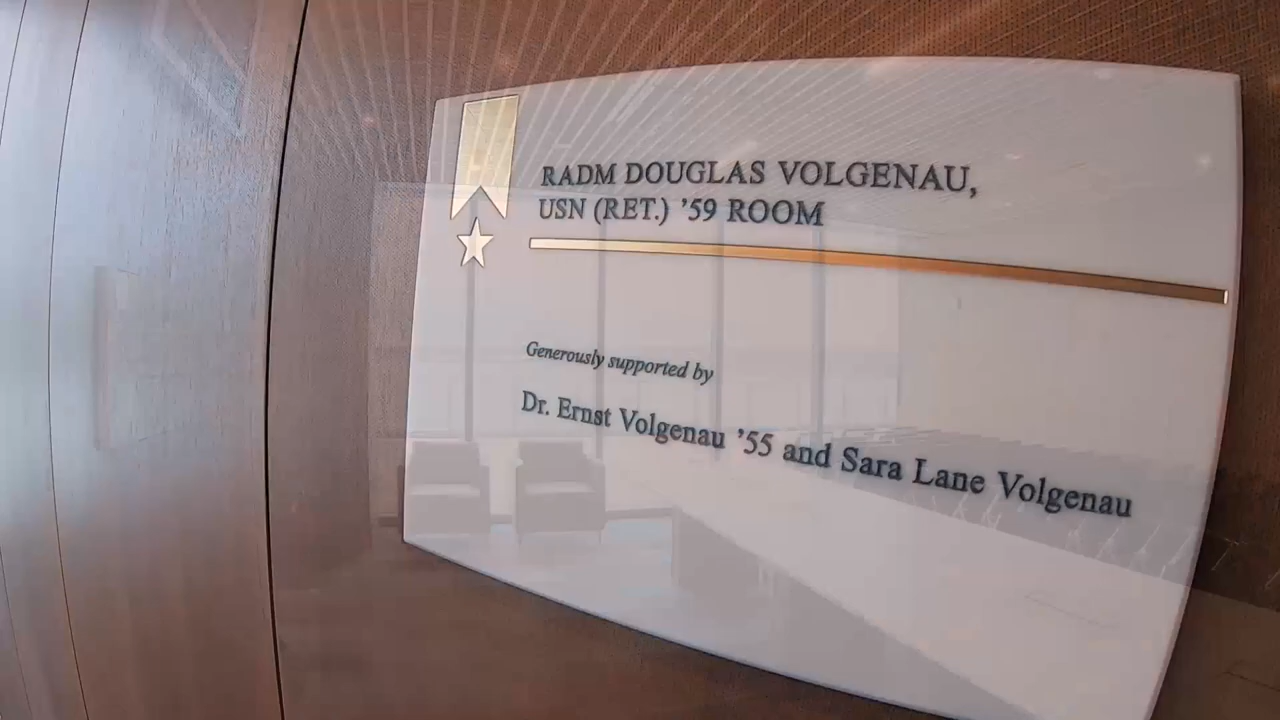 RADM DOUGLAS VOLGENAU,
USN (RET.) ’59 ROOM
Generously supported by
Dr. Ernst Volgenau ’55 and Sara Lane Volgenau